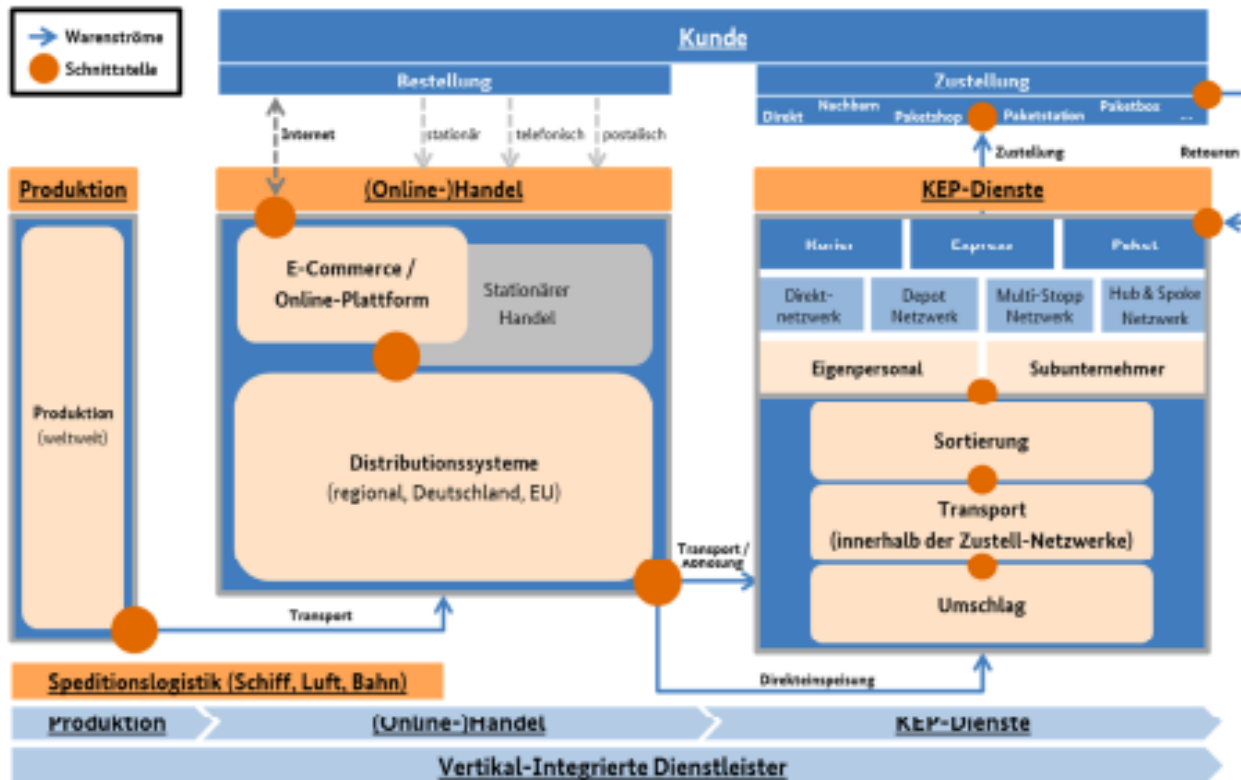 Warenströme
Schnittstelle
Kunde
Bestellung
Zustellung
Direkt
Nachbarn
Paketshop
Paketstation
Paketbox
...
Internet
stationär
telefonisch
postalisch
Zustellung
Retouren
Produktion
(Online-)Handel
KEP-Dienste
E-Commerce /
Online-Plattform
Stationärer
Handel
Kurier
Express
Paket
Direkt-
netzwerk
Depot
Netzwerk
Multi-Stopp
Netzwerk
Hub & Spoke
Netzwerk
Eigenpersonal
Subunternehmer
Produktion
(weltweit)
Distributionssysteme
(regional, Deutschland, EU)
Sortierung
Transport
(innerhalb der Zustell-Netzwerke)
Umschlag
Transport /
Abholung
Transport
Direkteinspeisung
Speditionslogistik (Schiff, Luft, Bahn)
Produktion
(Online-)Handel
KEP-Dienste
Vertikal-Integrierte Dienstleister